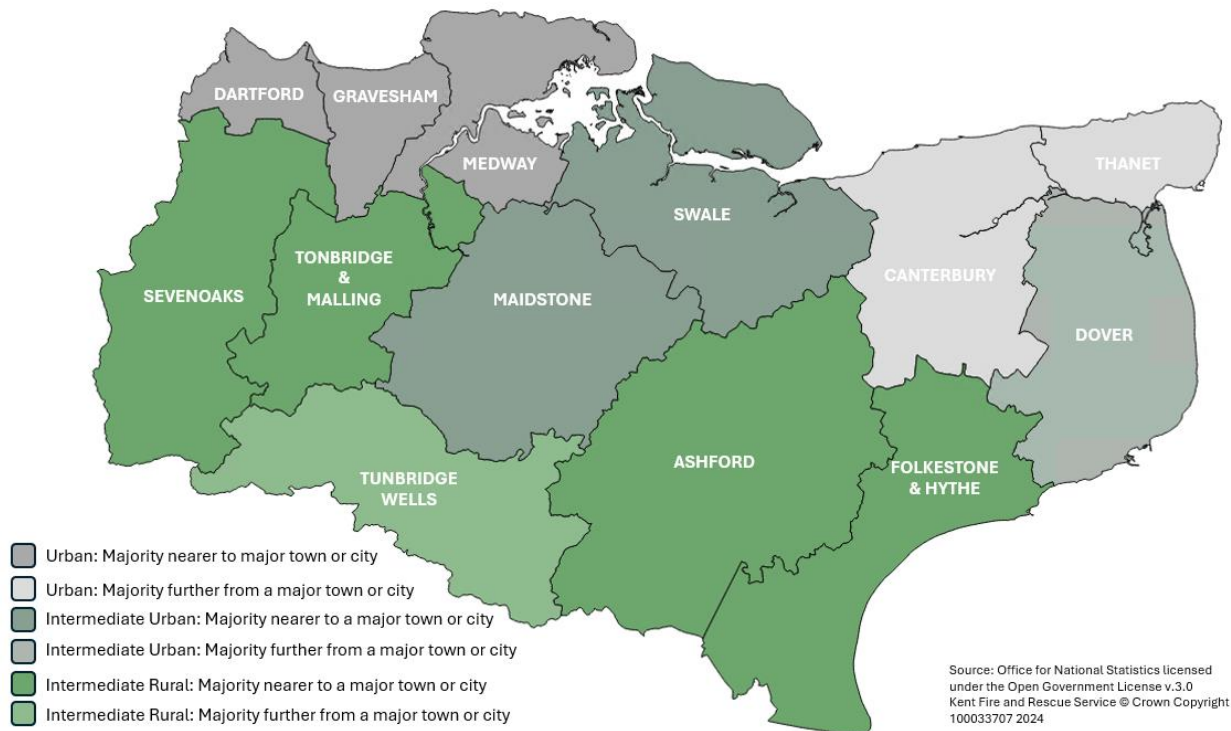 DARTFORD
GRAVESHAM
MEDWAY
THANET
SWALE
TONBRIDGE
&
MALLING
CANTERBURY
SEVENOAKS
MAIDSTONE
DOVER
ASHFORD
FOLKESTONE
& HYTHE
TUNBRIDGE
WELLS
Urban: Majority nearer to major town or city
Urban: Majority further from a major town or city
Intermediate Urban: Majority nearer to a major town or city
Intermediate Urban: Majority further from a major town or city
Intermediate Rural: Majority nearer to a major town or city
Intermediate Rural: Majority further from a major town or city
Source: Office for National Statistics licensed
under the Open Government License v.3.0
Kent Fire and Rescue Service © Crown Copyright
100033707 2024